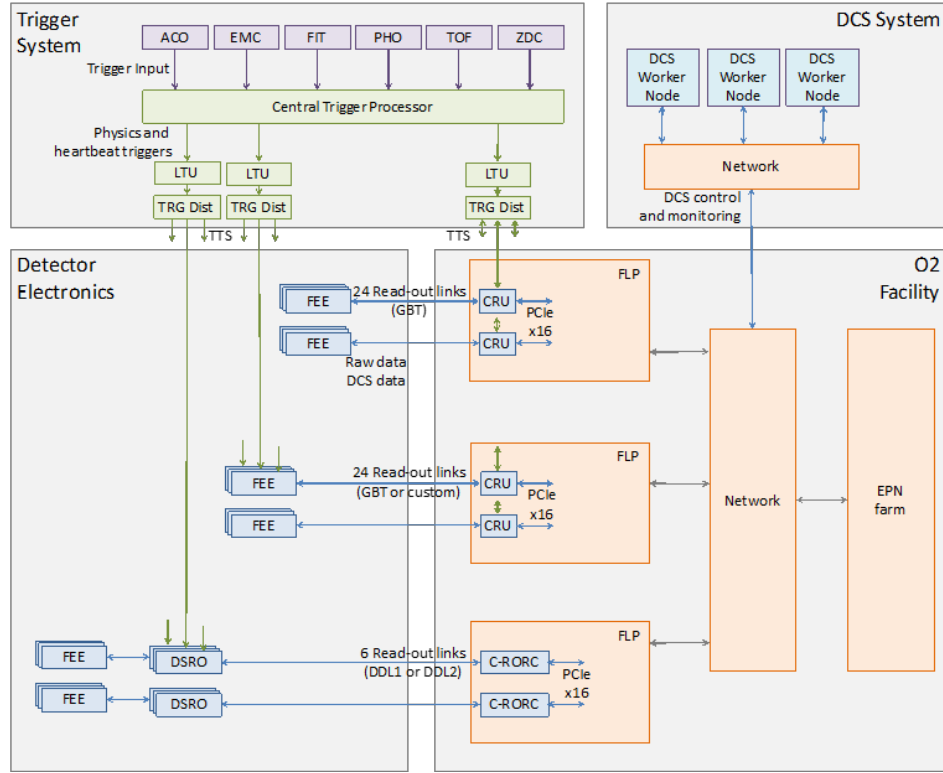 Trigger
System
ACO
EMC
FIT
PHO
TOF
ZDC
Trigger Input
Central Trigger Processor
Physics and
heartbeat triggers
LTU
LTU
LTU
TRG Dist
TRG Dist
TRG Dist
TTS
TTS
DCS System
DCS
Worker
Node
DCS
Worker
Node
DCS
Worker
Node
Network
DCS control
and monitoring
Detector
Electronics
FEE
24 Read-out links
(GBT)
FEE
Raw data
DCS data
FEE
24 Read-out links
(GBT or custom)
FEE
FEE
DSRO
6 Read-out links
(DDL1 or DDL2)
FEE
DSRO
O2
Facility
FLP
CRU
PCIe
x16
CRU
FLP
CRU
PCIe
x16
CRU
FLP
C-RORC
PCIe
x16
C-RORC
Network
EPN
farm